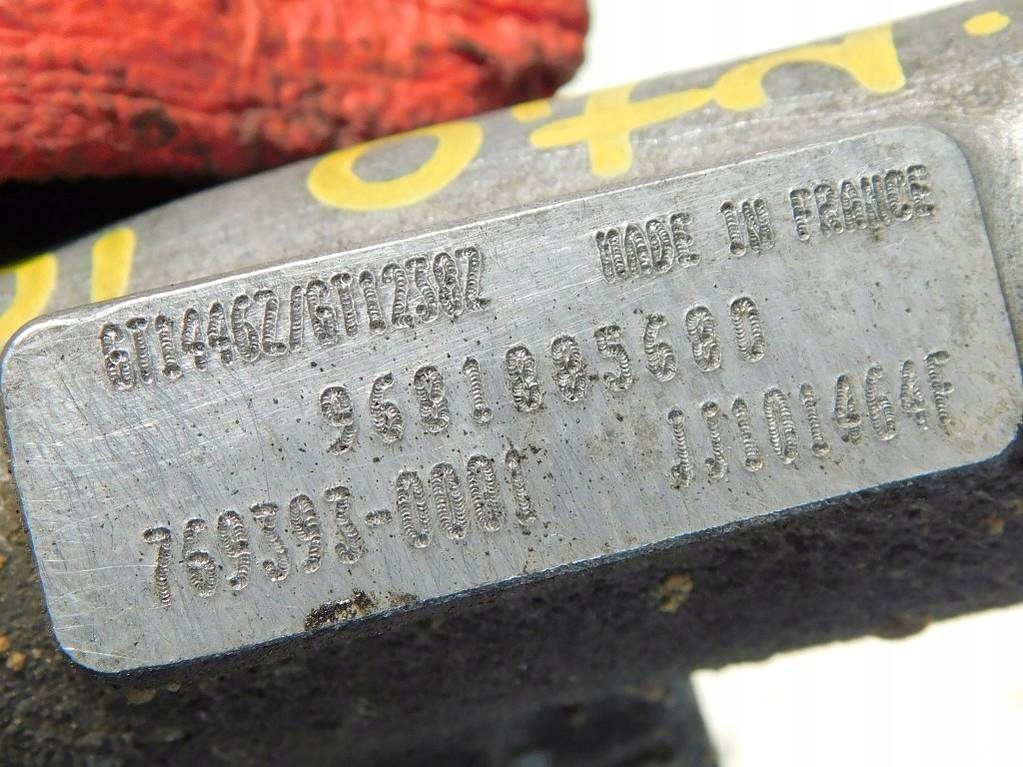 GT1446Z/GT1238Z MADE IN FRANCE
9681885680
769393-0001 JJ101464F